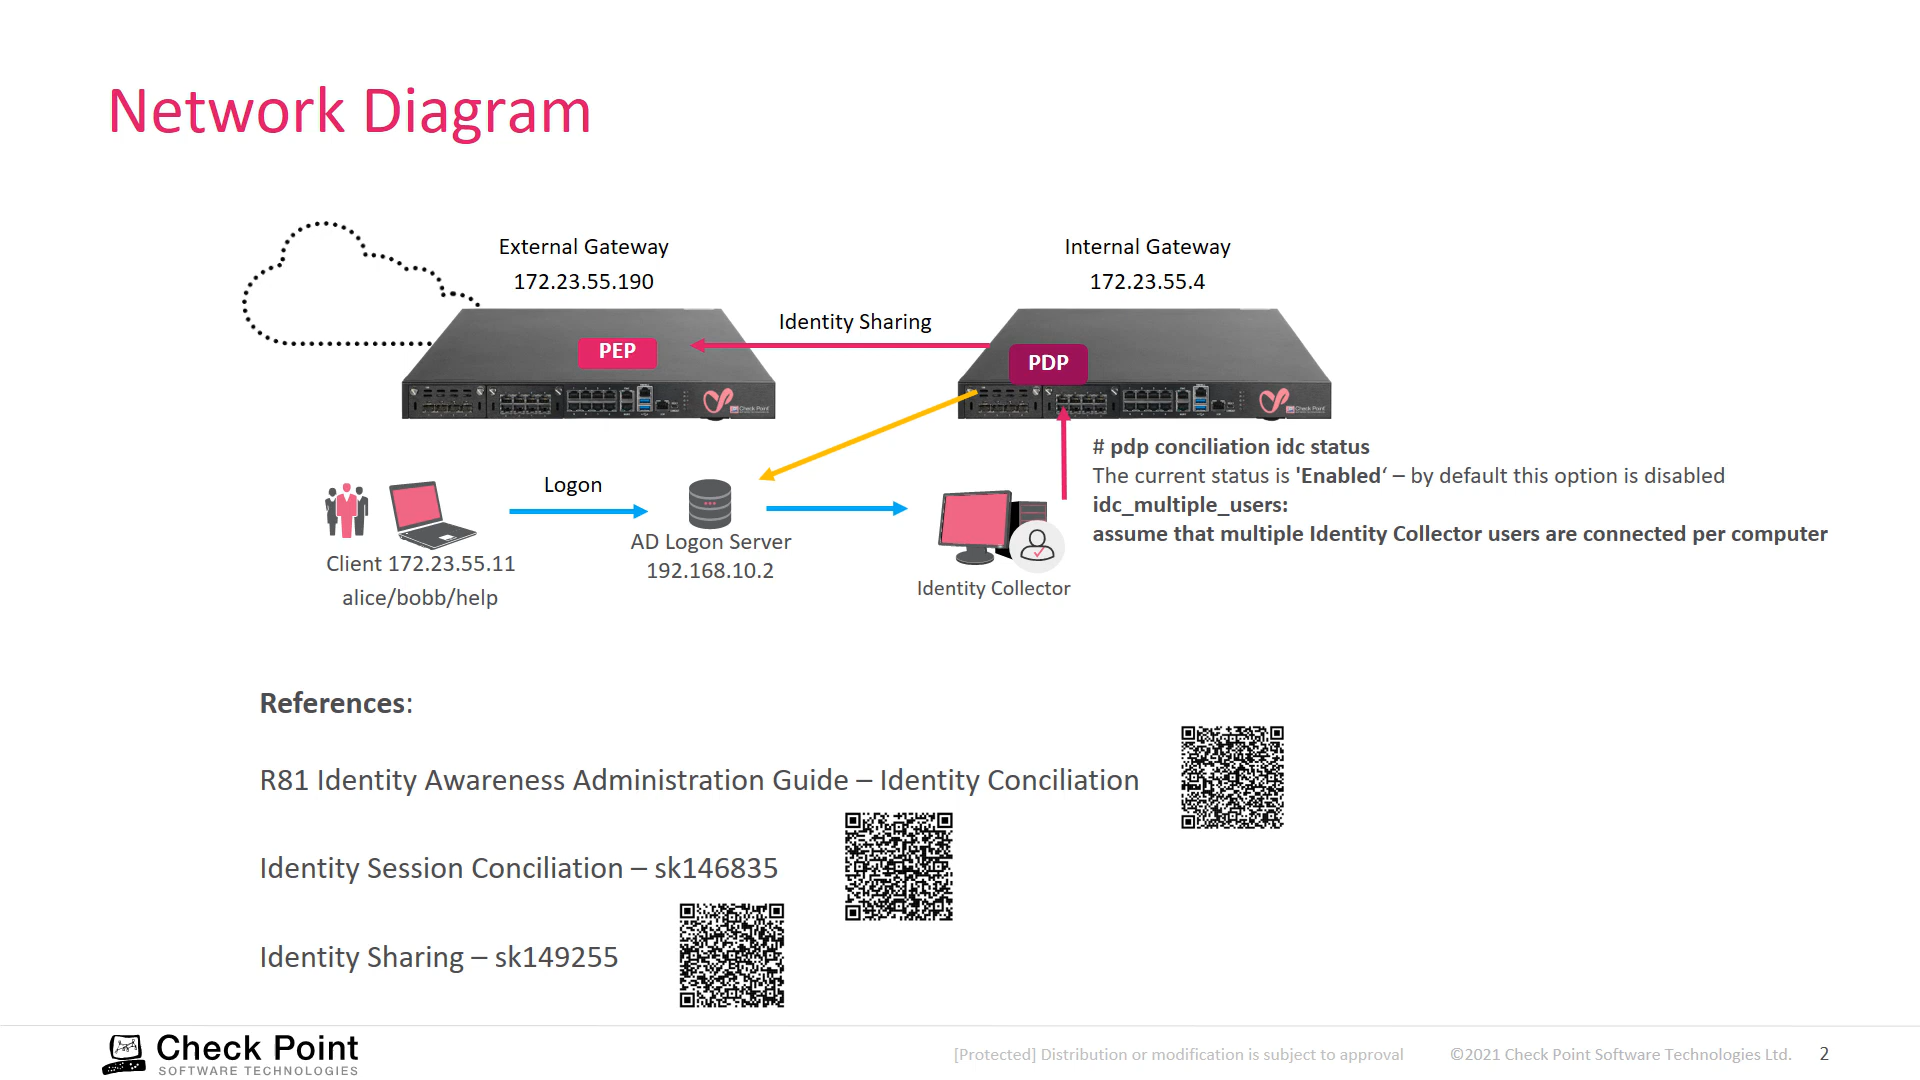 Network Diagram
External Gateway
172.23.55.190
Internal Gateway
172.23.55.4
Identity Sharing
PEP
PDP
Check Point
Check Point
# pdp conciliation idc status
The current status is 'Enabled‘ – by default this option is disabled
idc_multiple_users:
assume that multiple Identity Collector users are connected per computer
Logon
Client 172.23.55.11
alice/bobb/help
AD Logon Server
192.168.10.2
Identity Collector
References:
R81 Identity Awareness Administration Guide – Identity Conciliation
Identity Session Conciliation – sk146835
Identity Sharing – sk149255
Check Point
SOFTWARE TECHNOLOGIES
[Protected] Distribution or modification is subject to approval
©2021 Check Point Software Technologies Ltd.
2